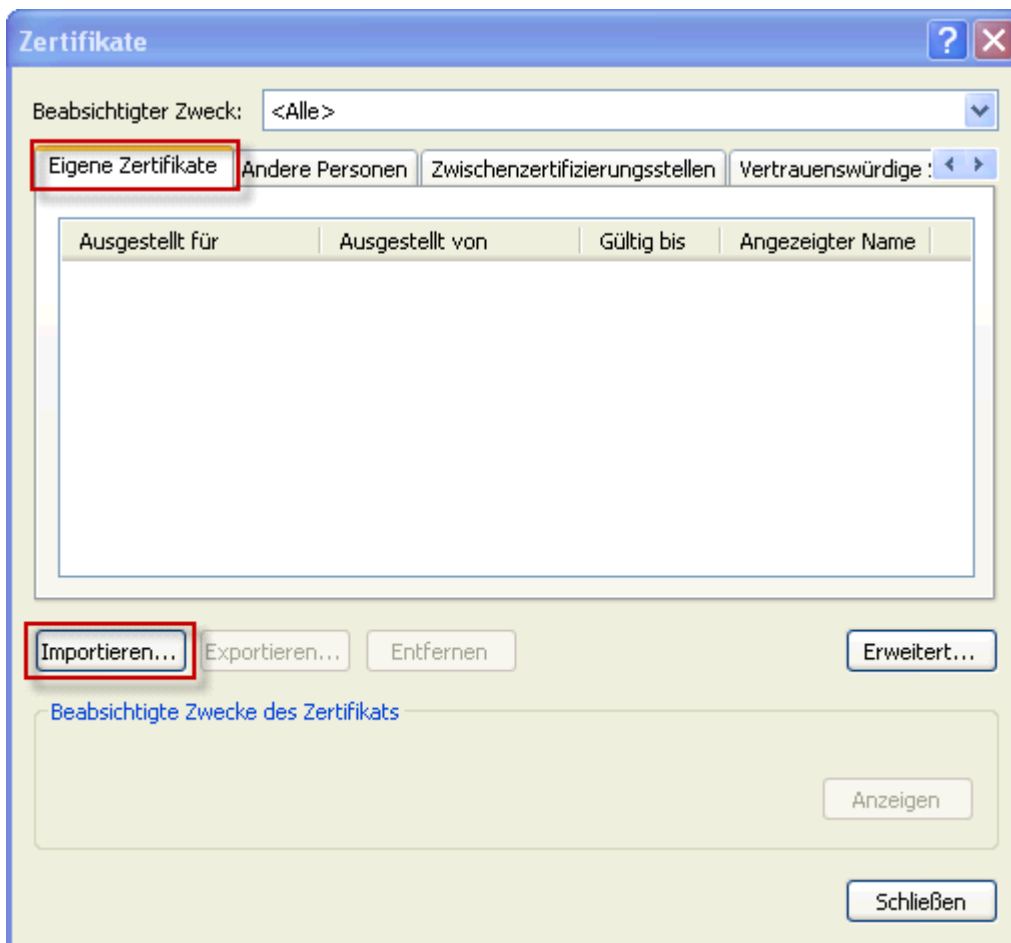 Zertifikate
Beabsichtigter Zweck: <Alle>
Eigene Zertifikate Andere Personen Zwischenzertifizierungsstellen Vertrauenswürdige
Ausgestellt für Ausgestellt von Gültig bis Angezeigter Name
Importieren... Exportieren... Entfernen Erweitert...
Beabsichtigte Zwecke des Zertifikats
Anzeigen
Schließen